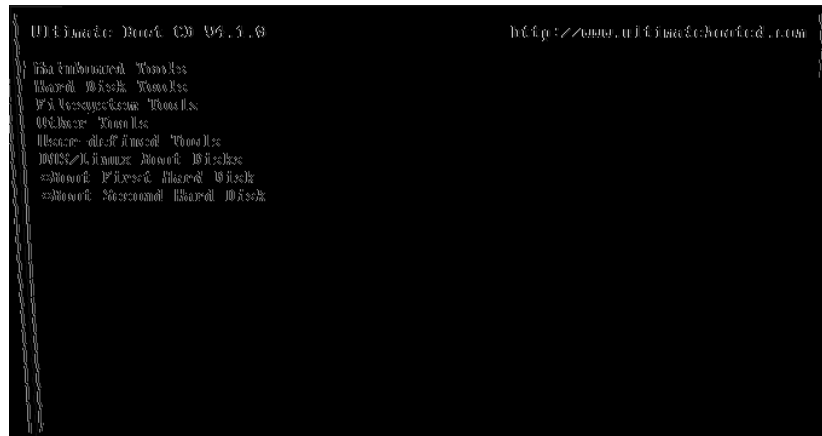 Ultimate Boot CD V4.1.0 http://www.ultimatebootcd.com
Mainboard Tools
Hard Disk Tools
Filesystem Tools
Other Tools
User-defined Tools
DOS/Linux Boot Disks
<Boot First Hard Disk
<Boot Second Hard Disk